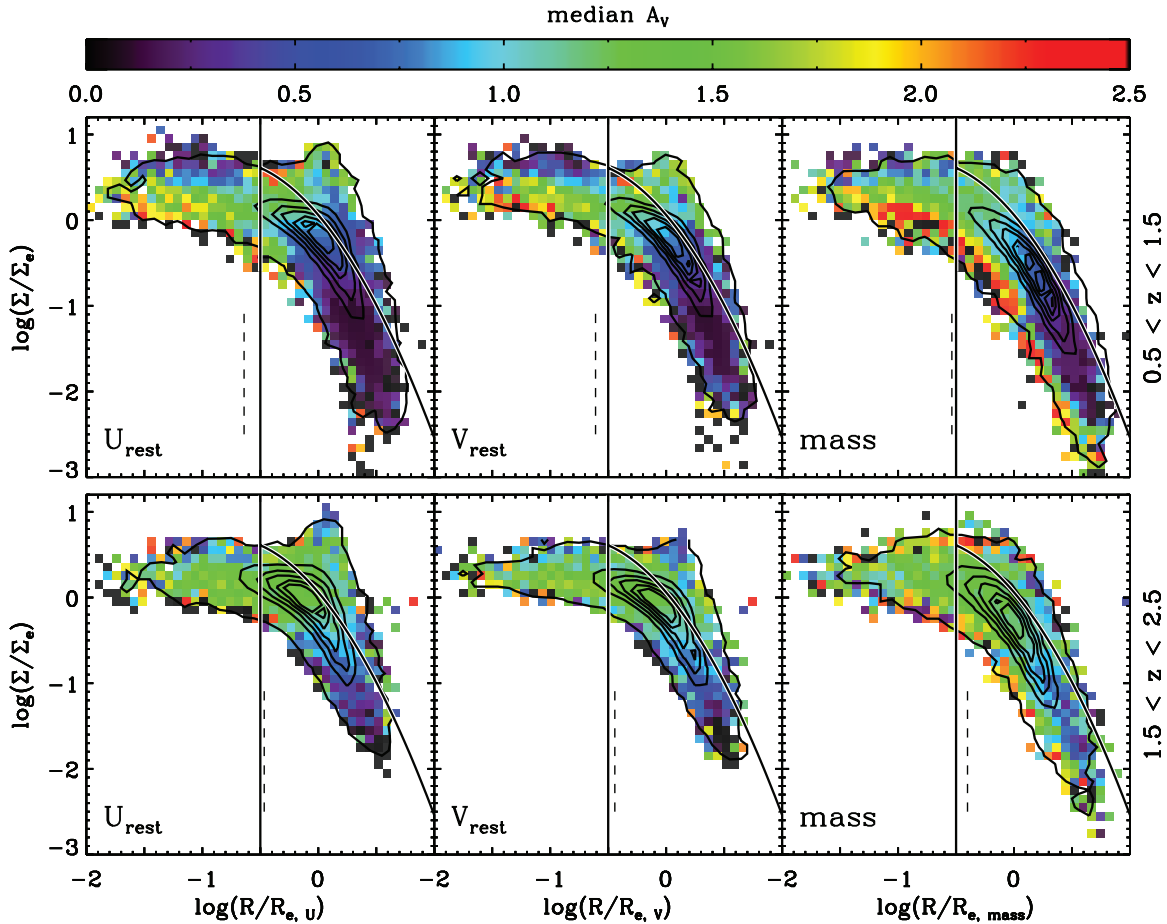 median A_V
0.0 0.5 1.0 1.5 2.0 2.5
1
0
-1
-2
-3
log(Σ/Σ_e)
U_rest
V_rest
mass
0.5 < z < 1.5
1
0
-1
-2
-3
log(Σ/Σ_e)
U_rest
V_rest
mass
1.5 < z < 2.5
-2 -1 0 -2 -1 0 -2 -1 0
log(R/R_e, U) log(R/R_e, V) log(R/R_e, mass)